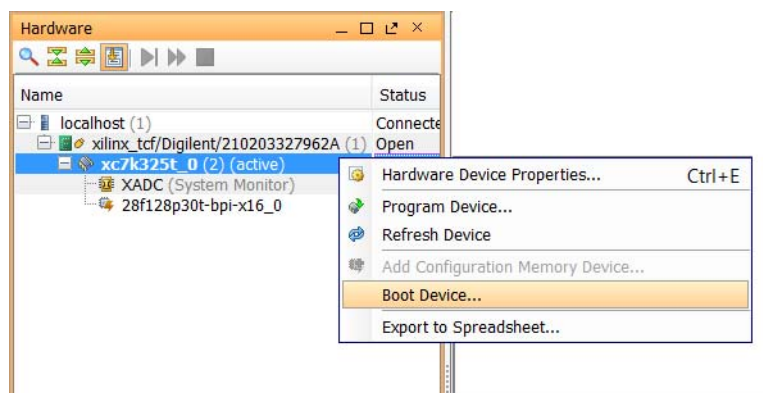 Hardware
Name Status
localhost (1) Connecte
xilinx_tcf/Digilent/210203327962A (1) Open
xc7k325t_0 (2) (active)
XADC (System Monitor)
28f128p30t-bpi-x16_0
Hardware Device Properties... Ctrl+E
Program Device...
Refresh Device
Add Configuration Memory Device...
Boot Device...
Export to Spreadsheet...